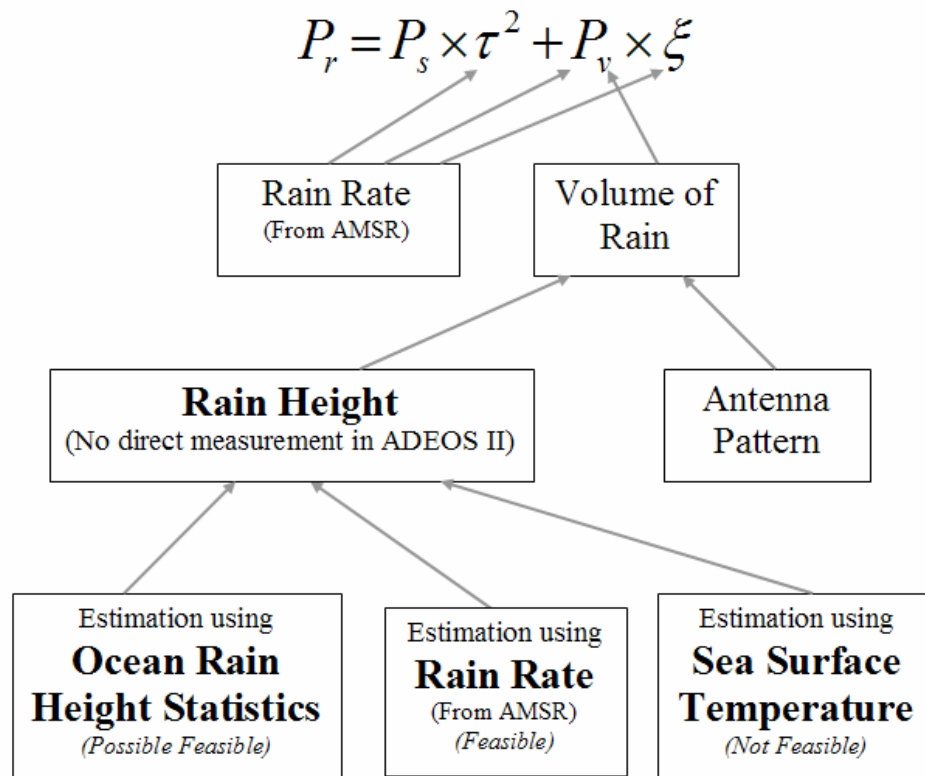 P_r = P_s × τ² + P_v × ξ
Rain Rate
(From AMSR)
Volume of
Rain
Rain Height
(No direct measurement in ADEOS II)
Antenna
Pattern
Estimation using
Ocean Rain
Height Statistics
(Possible Feasible)
Estimation using
Rain Rate
(From AMSR)
(Feasible)
Estimation using
Sea Surface
Temperature
(Not Feasible)